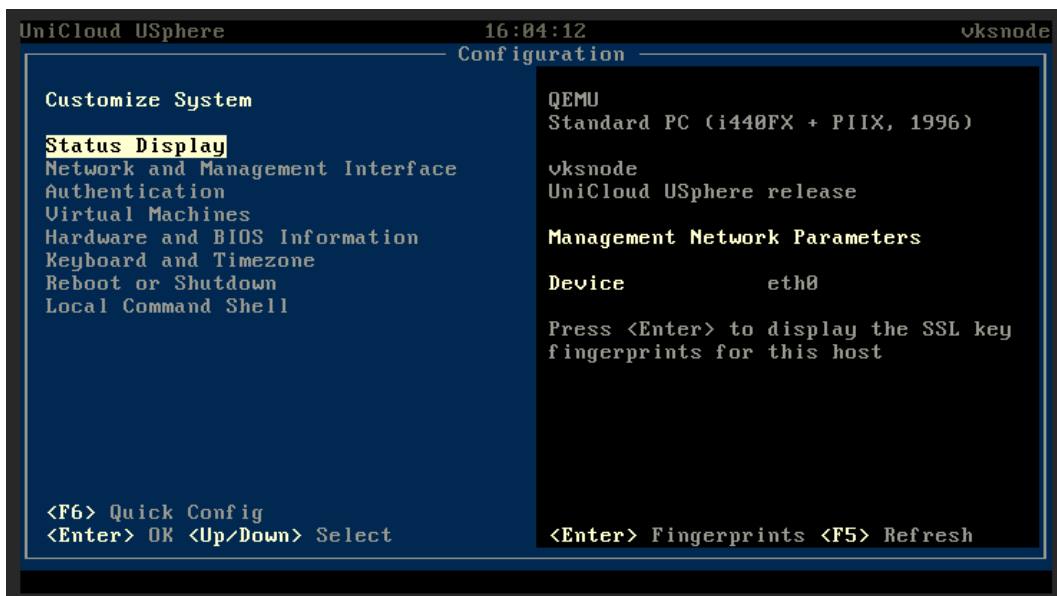 UniCloud USphere 16:04:12 vksnode
Configuration
Customize System
Status Display
Network and Management Interface
Authentication
Virtual Machines
Hardware and BIOS Information
Keyboard and Timezone
Reboot or Shutdown
Local Command Shell
<F6> Quick Config
<Enter> OK <Up/Down> Select
QEMU
Standard PC (i440FX + PIIX, 1996)
vksnode
UniCloud USphere release
Management Network Parameters
Device eth0
Press <Enter> to display the SSL key
fingerprints for this host
<Enter> Fingerprints <F5> Refresh